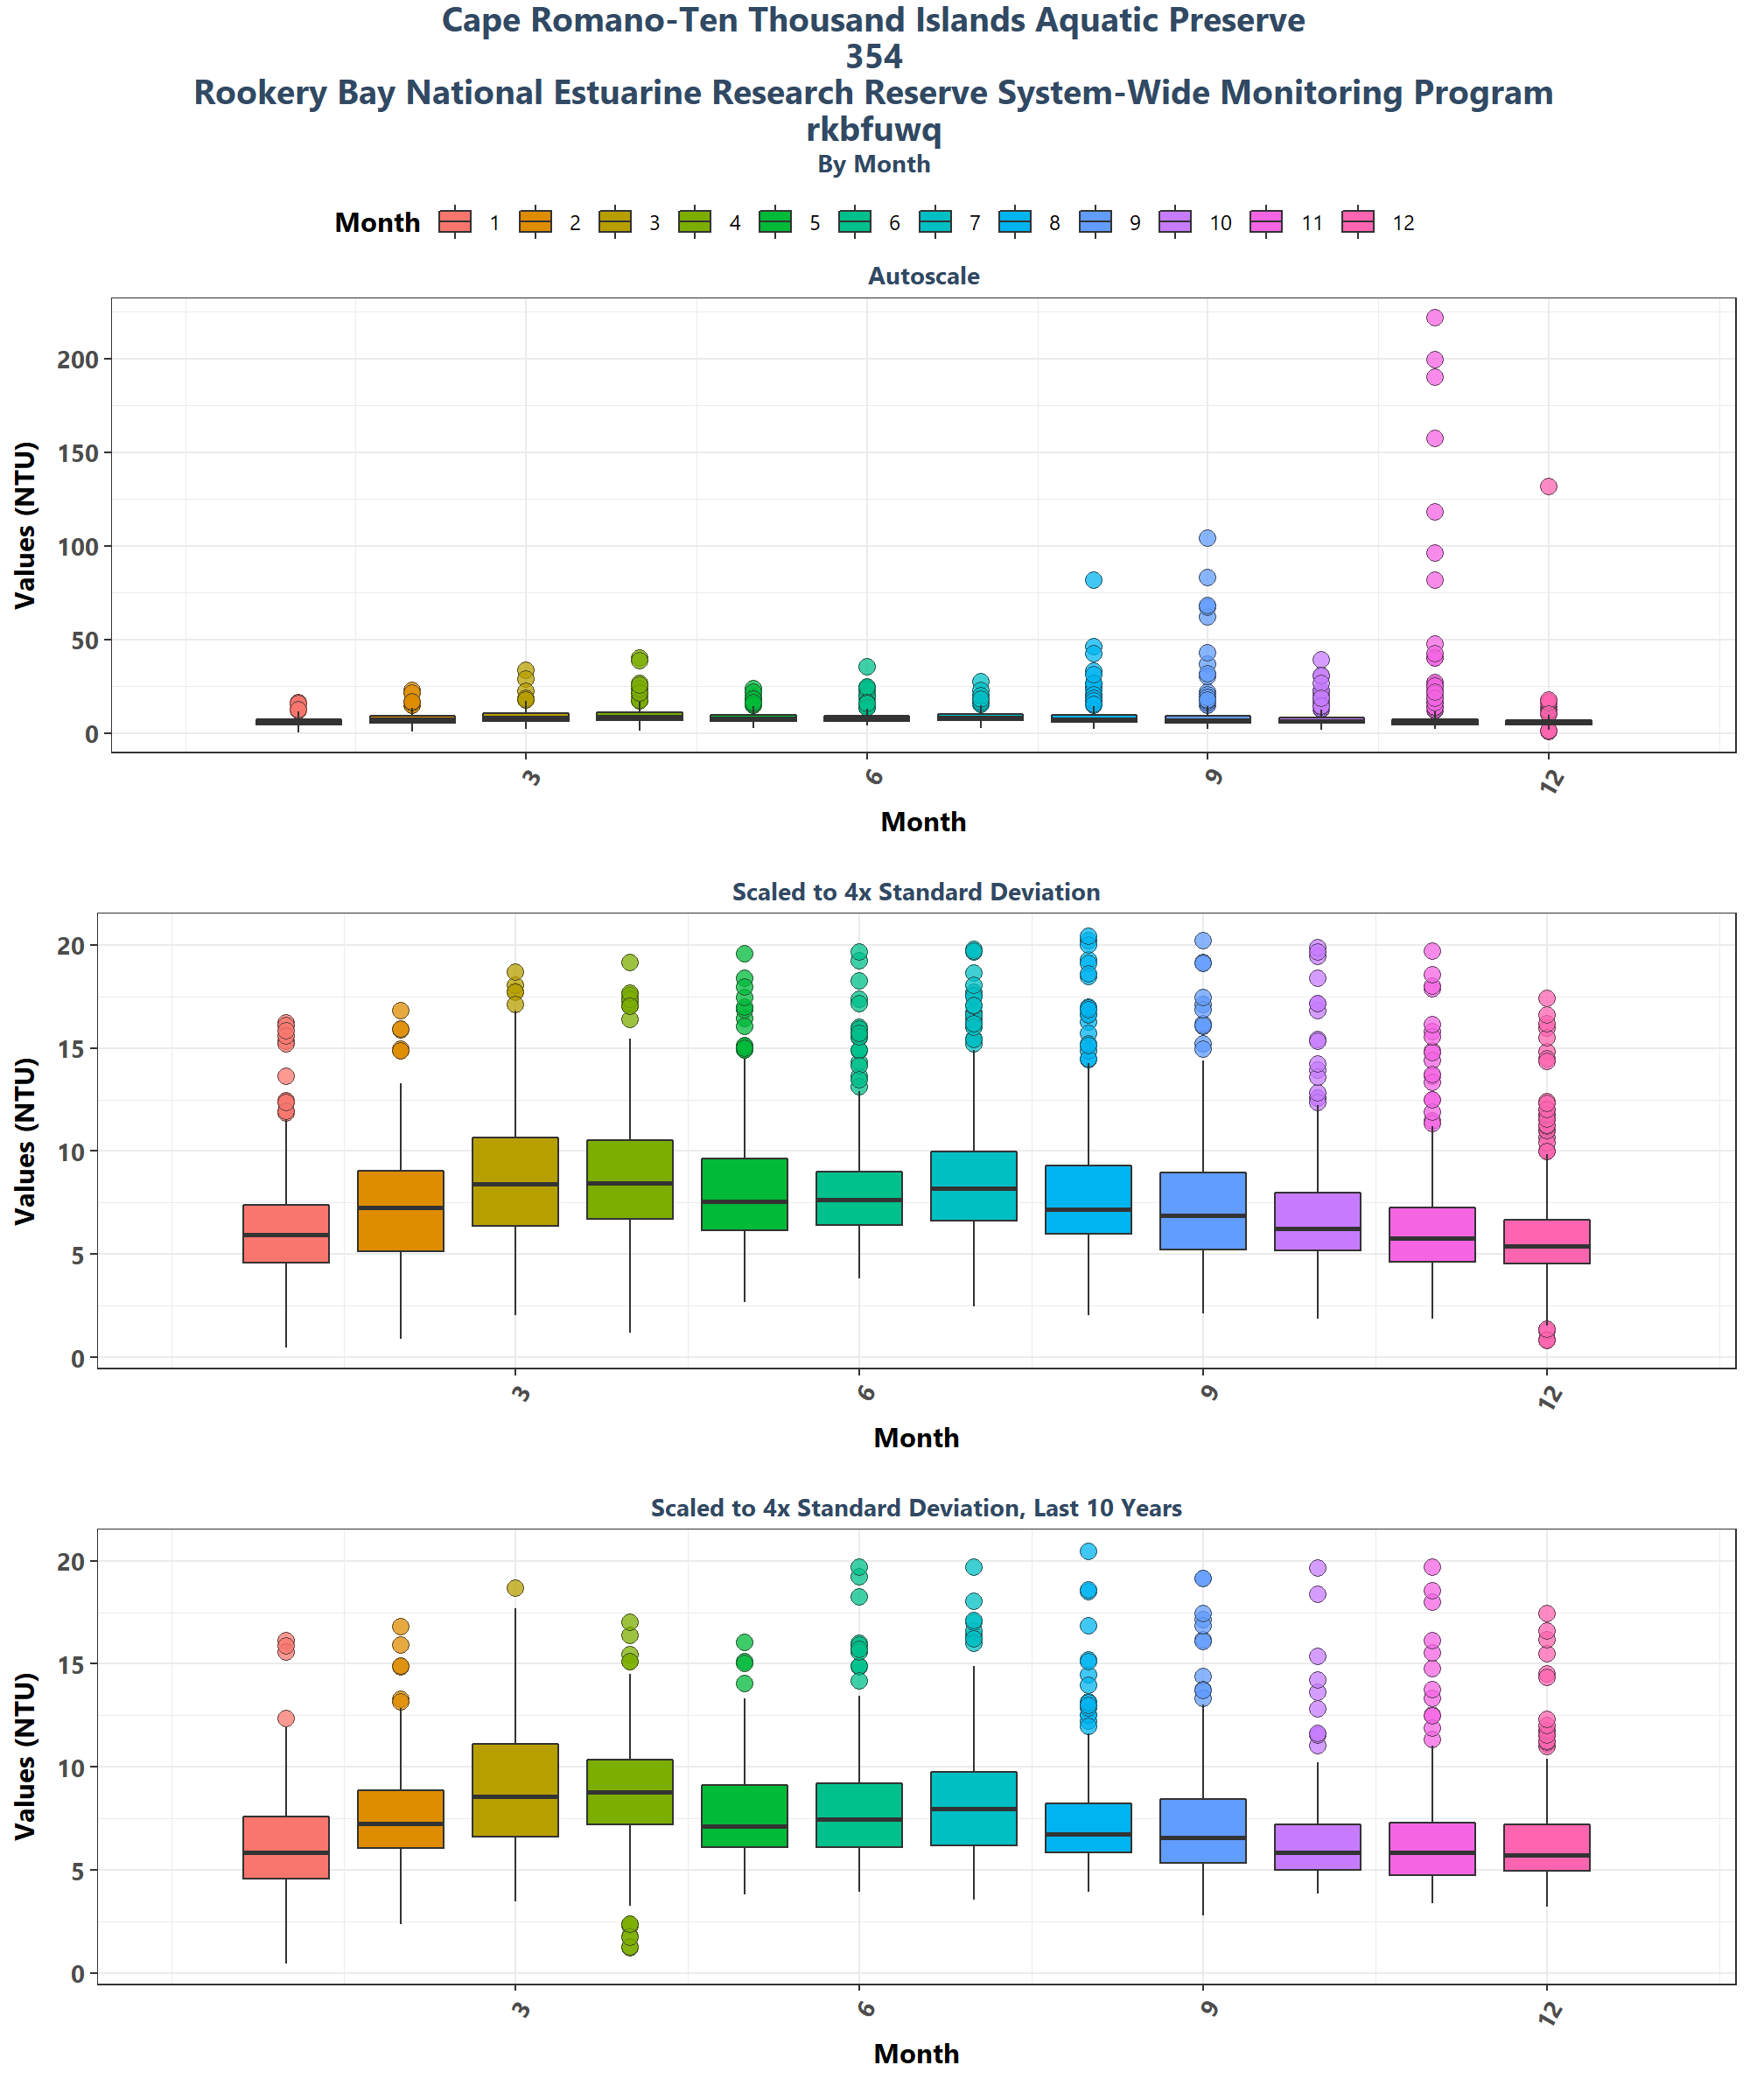 Cape Romano-Ten Thousand Islands Aquatic Preserve
354
Rookery Bay National Estuarine Research Reserve System-Wide Monitoring Program
rkbfuwq
By Month
Month 1 2 3 4 5 6 7 8 9 10 11 12
Autoscale
Values (NTU)
200
150
100
50
0
3 6 9 12
Month
Scaled to 4x Standard Deviation
Values (NTU)
20
15
10
5
0
3 6 9 12
Month
Scaled to 4x Standard Deviation, Last 10 Years
Values (NTU)
20
15
10
5
0
3 6 9 12
Month